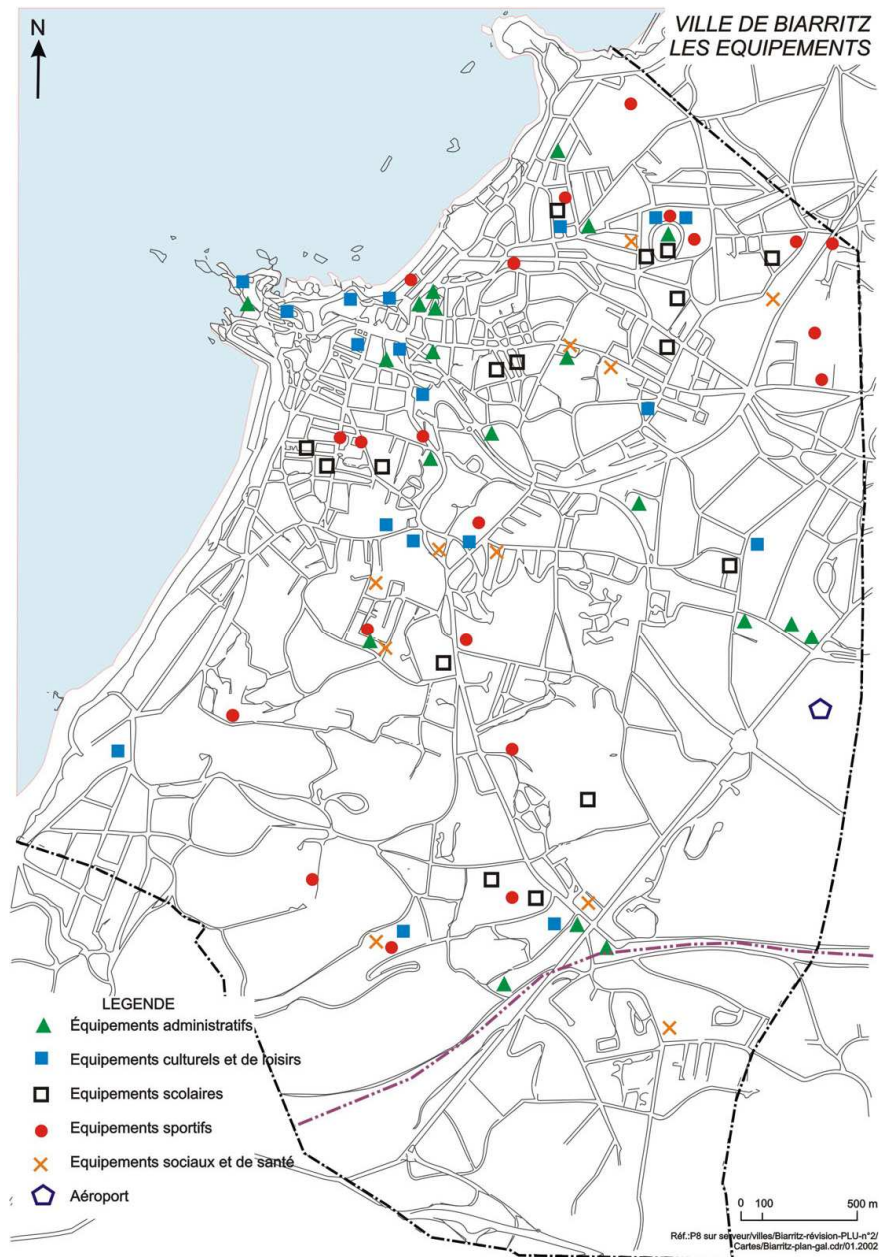 VILLE DE BIARRITZ
LES EQUIPEMENTS
N
LEGENDE
Équipements administratifs
Equipements culturels et de loisirs
Equipements scolaires
Equipements sportifs
Equipements sociaux et de santé
Aéroport
0 100 500 m
Réf.:P8 sur serveur/villes/Biarritz-révision-PLU-n°2/
Cartes/Biarritz-plan-gal.cdr/01.2002